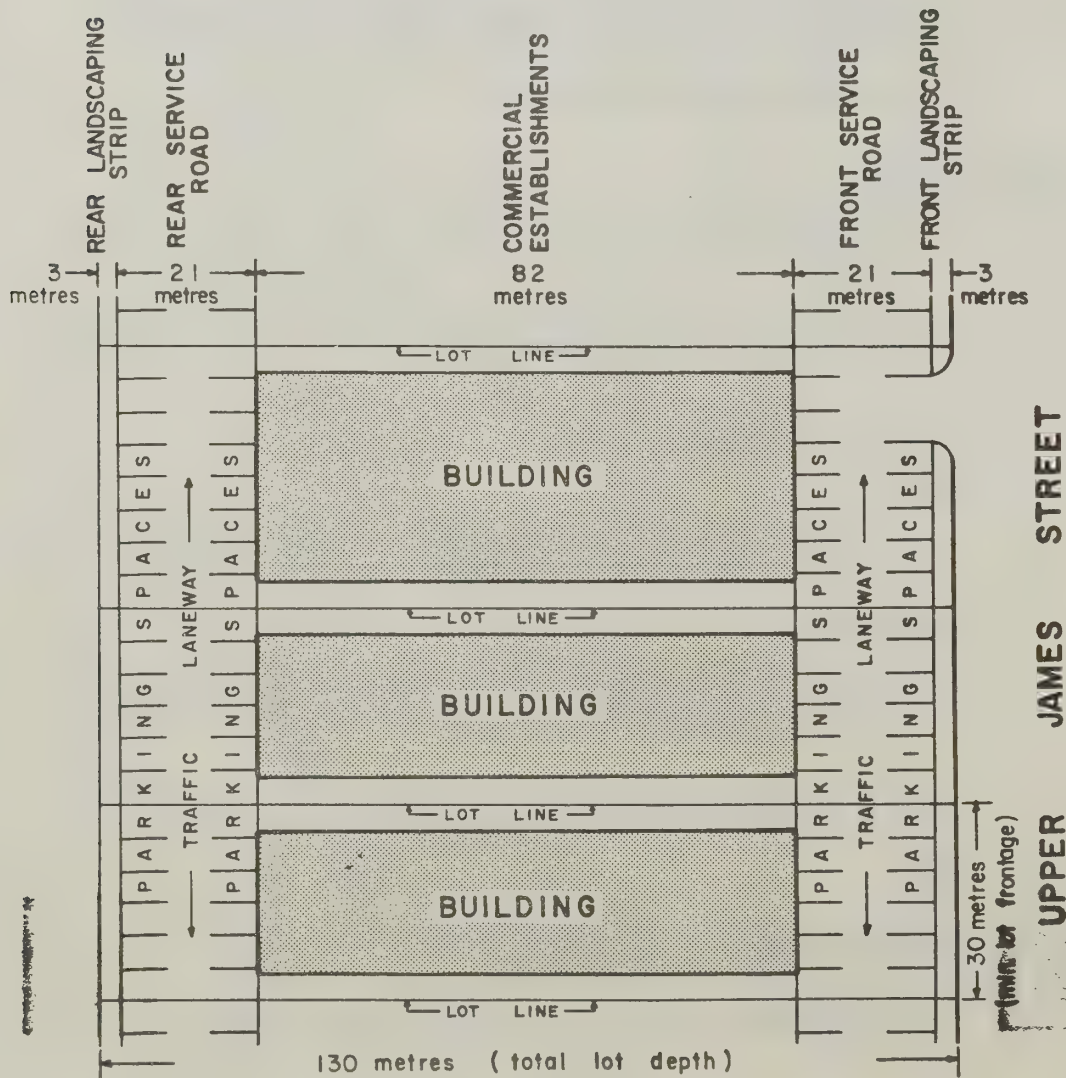 REAR LANDSCAPING
STRIP
REAR SERVICE
ROAD
COMMERCIAL
ESTABLISHMENTS
FRONT SERVICE
ROAD
FRONT LANDSCAPING
STRIP
3
metres
21
metres
82
metres
21
metres
3
metres
LOT LINE
BUILDING
LOT LINE
BUILDING
LOT LINE
BUILDING
LOT LINE
PARKING SPACES
TRAFFIC LANEWAY
PARKING SPACES
PARKING SPACES
TRAFFIC LANEWAY
PARKING SPACES
30 metres
(min lot frontage)
UPPER JAMES STREET
130 metres (total lot depth)